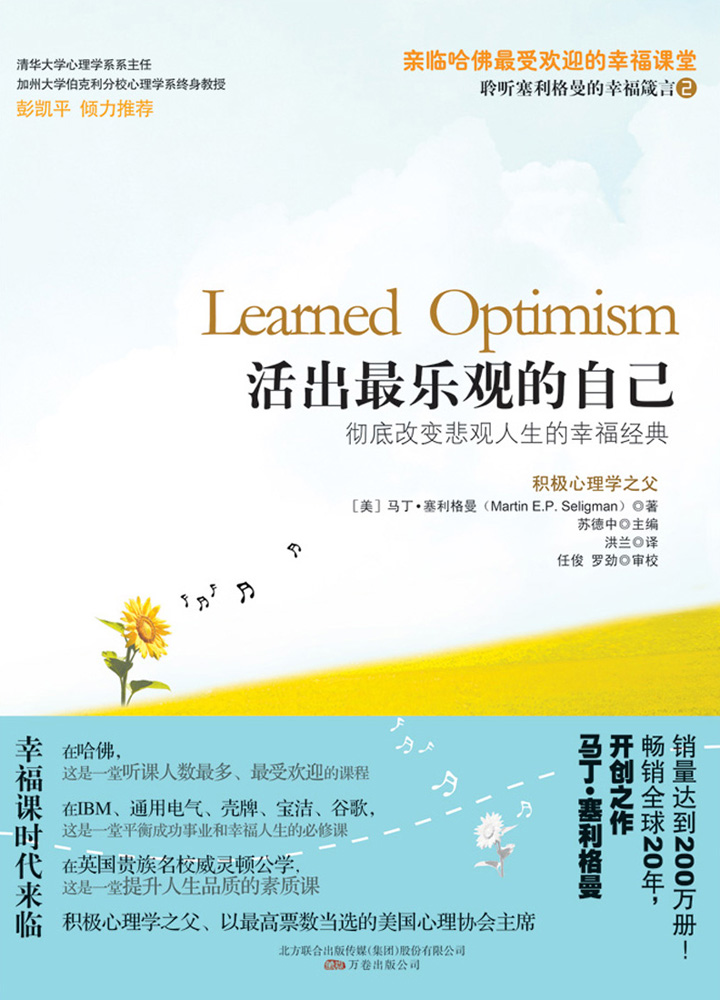 清华大学心理学系系主任
加州大学伯克利分校心理学系终身教授
彭凯平 倾力推荐
亲临哈佛最受欢迎的幸福课堂
聆听塞利格曼的幸福箴言2
Learned Optimism
活出最乐观的自己
彻底改变悲观人生的幸福经典
积极心理学之父
[美] 马丁·塞利格曼（Martin E.P. Seligman）◎著
苏德中◎主编
洪兰◎译
任俊 罗劲◎审校
幸福课时代来临
在哈佛，
这是一堂听课人数最多、最受欢迎的课程
在IBM、通用电气、壳牌、宝洁、谷歌，
这是一堂平衡成功事业和幸福人生的必修课
在英国贵族名校威灵顿公学，
这是一堂提升人生品质的素质课
积极心理学之父、以最高票数当选的美国心理协会主席
销量达到200万册！
畅销全球20年，
开创之作
马丁·塞利格曼
北方联合出版传媒（集团）股份有限公司
万卷出版公司